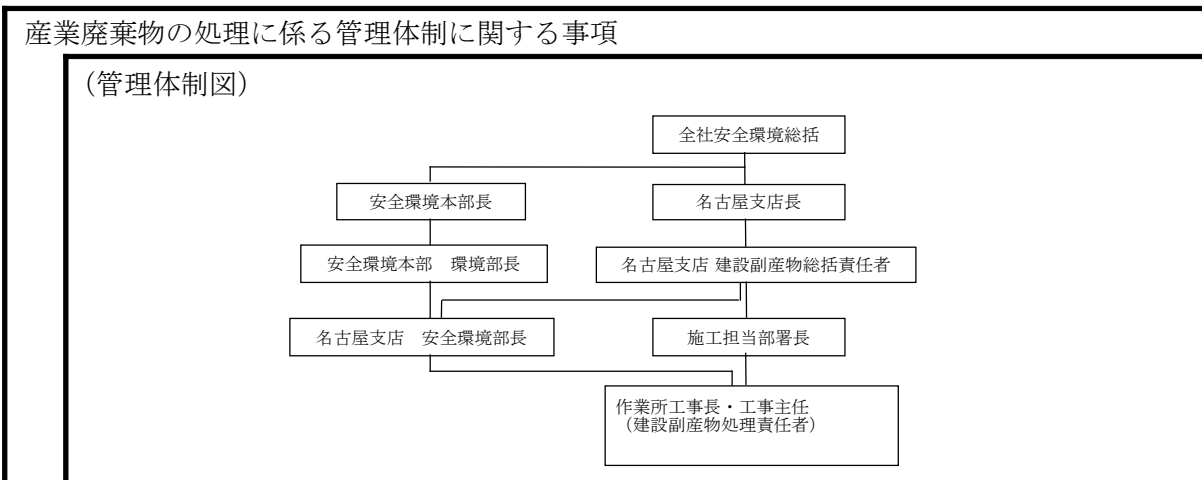 産業廃棄物の処理に係る管理体制に関する事項
（管理体制図）
全社安全環境総括
安全環境本部長
名古屋支店長
安全環境本部　環境部長
名古屋支店 建設副産物総括責任者
名古屋支店　安全環境部長
施工担当部署長
作業所工事長・工事主任
（建設副産物処理責任者）